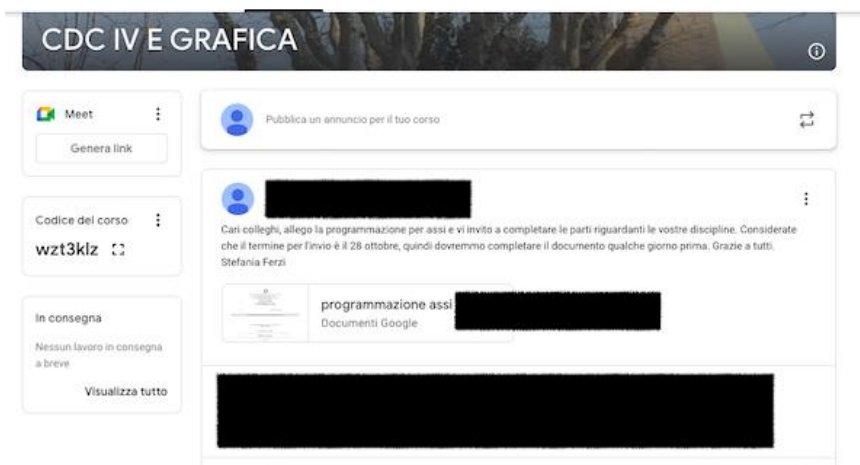 CDC IV E GRAFICA
Meet
Genera link
Pubblica un annuncio per il tuo corso
Codice del corso
wzt3klz
In consegna
Nessun lavoro in consegna
a breve
Visualizza tutto
Cari colleghi, allego la programmazione per assi e vi invito a completare le parti riguardanti le vostre discipline. Considerate
che il termine per l'invio è il 28 ottobre, quindi dovremmo completare il documento qualche giorno prima. Grazie a tutti.
Stefania Ferzi
programmazione assi
Documenti Google